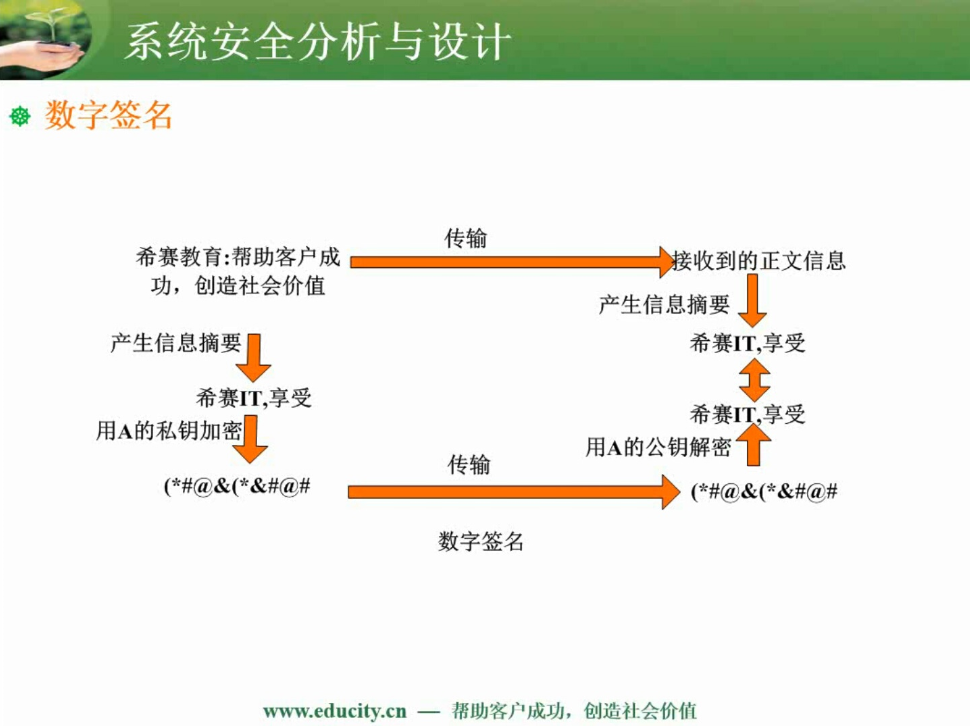 系统安全分析与设计
数字签名
传输
希赛教育:帮助客户成
功，创造社会价值
接收到的正文信息
产生信息摘要
产生信息摘要
希赛IT,享受
希赛IT,享受
希赛IT,享受
用A的私钥加密
用A的公钥解密
传输
(*#@&(*&#@#
(*#@&(*&#@#
数字签名
www.educity.cn — 帮助客户成功，创造社会价值